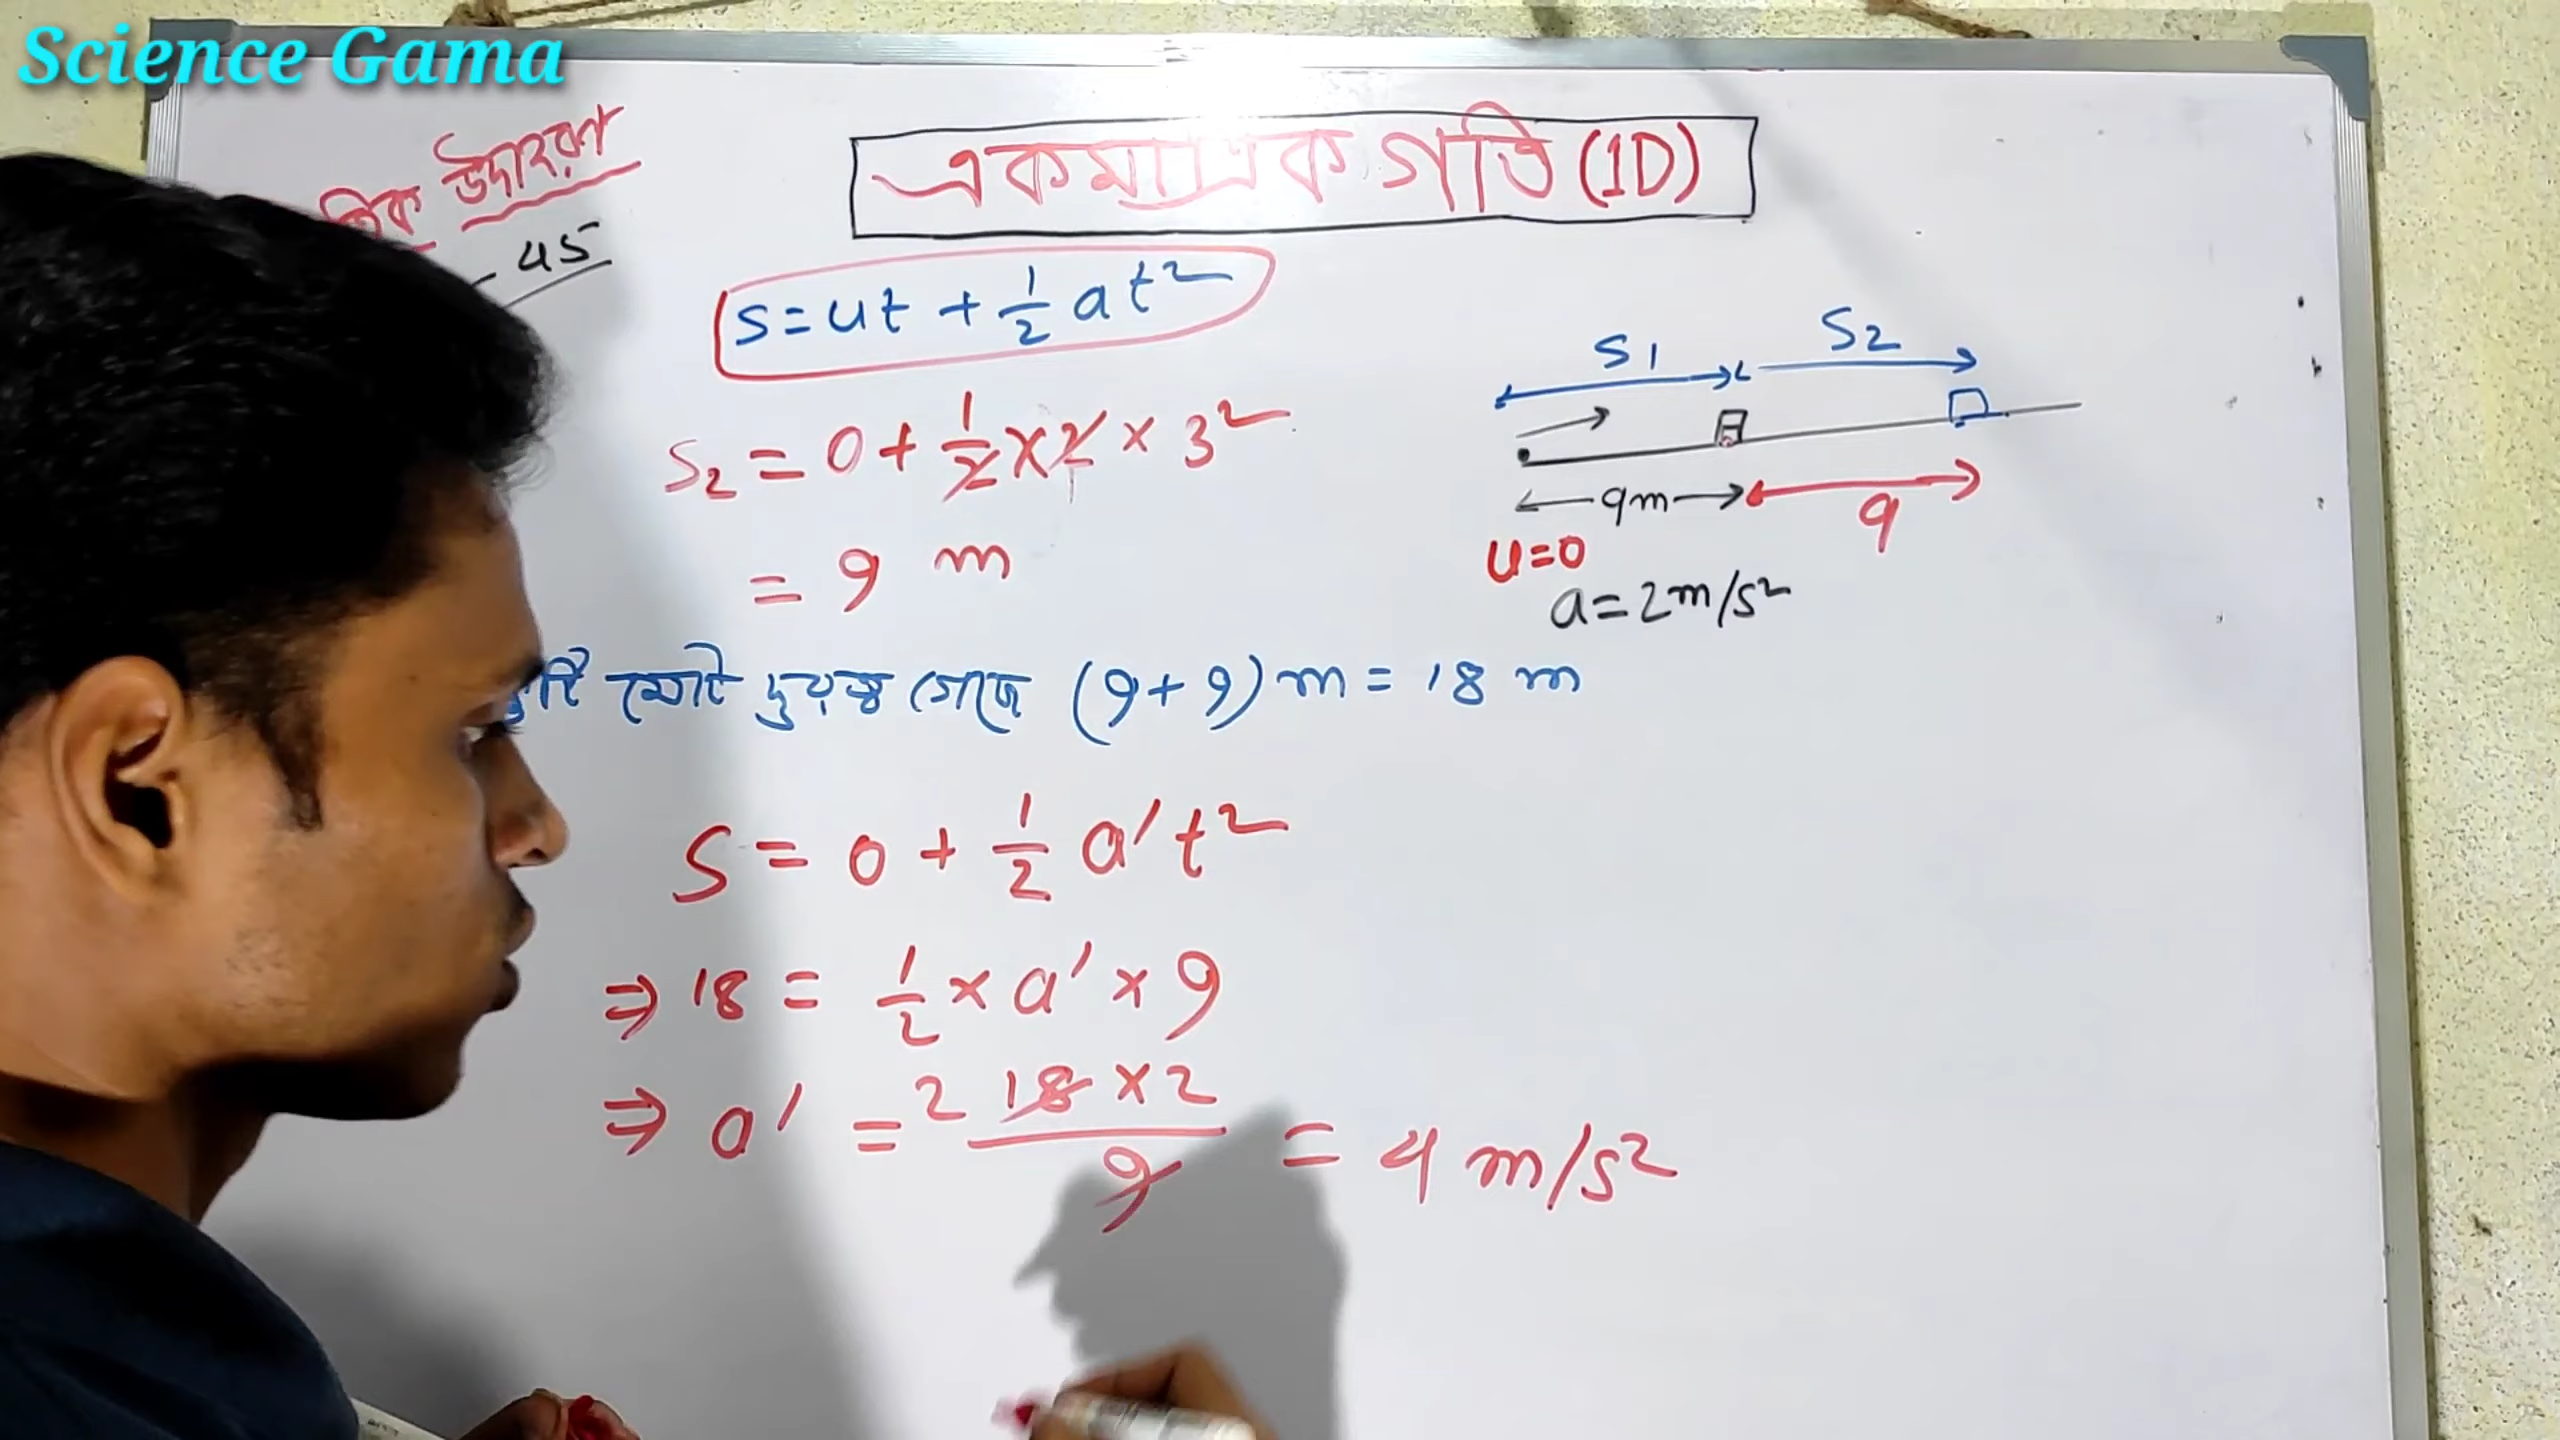 Science Gama
উদাহরণ
- 45
একমাত্রিক গতি (1D)
s = ut + 1/2 at²
S₂ = 0 + 1/2 × 2 × 3²
= 9 m
মোট দুরত্ব গেছে (9 + 9) m = 18 m
S = 0 + 1/2 a' t²
⇒ 18 = 1/2 × a' × 9
⇒ a' = 2 18 × 2 / 9 = 4 m/s²
S1 S2
9m 9
u=0
a = 2 m/s²